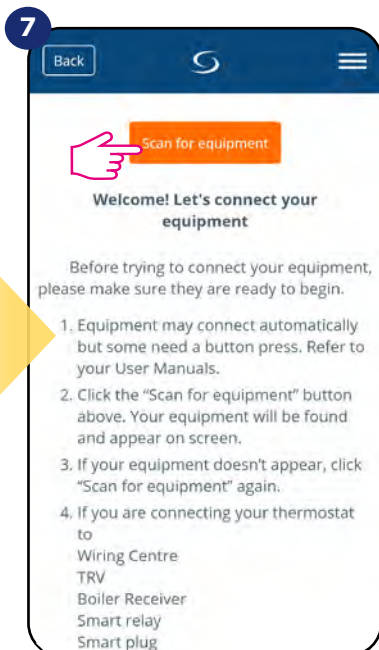 7
Back
Scan for equipment
Welcome! Let's connect your
equipment
Before trying to connect your equipment,
please make sure they are ready to begin.
1. Equipment may connect automatically
but some need a button press. Refer to
your User Manuals.
2. Click the “Scan for equipment” button
above. Your equipment will be found
and appear on screen.
3. If your equipment doesn't appear, click
“Scan for equipment” again.
4. If you are connecting your thermostat
to
Wiring Centre
TRV
Boiler Receiver
Smart relay
Smart plug